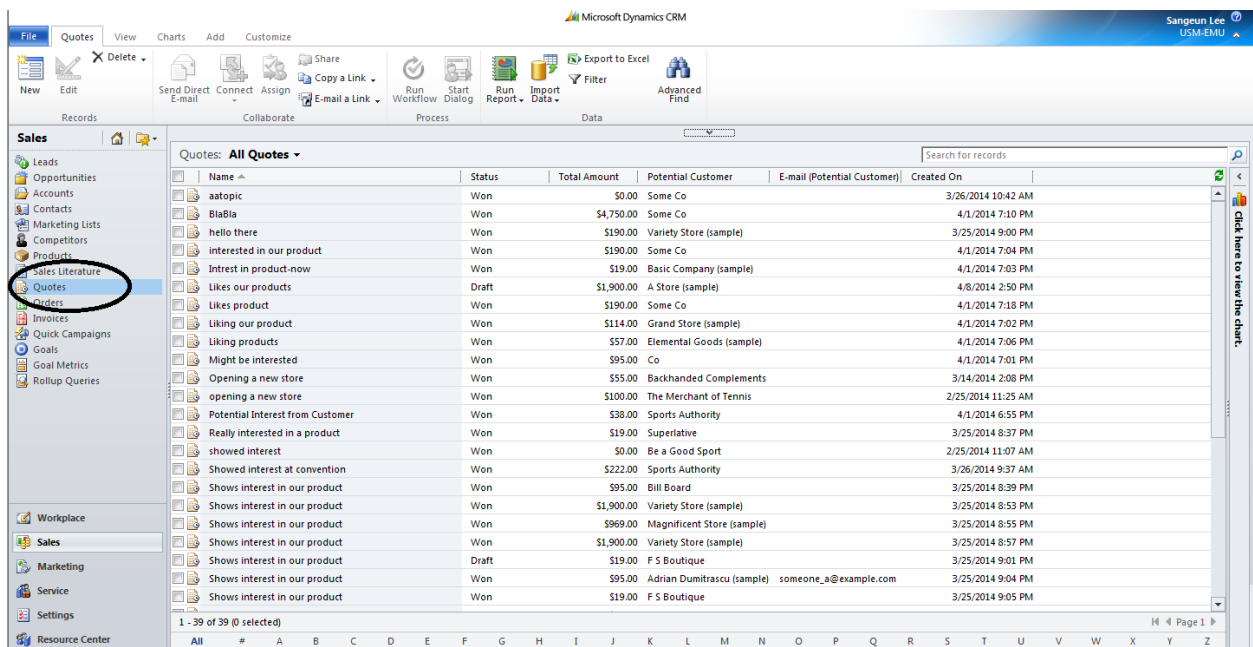 Microsoft Dynamics CRM
Sangeun Lee
USM-EMU
File Quotes View Charts Add Customize
New
Edit
Delete
Records
Send Direct E-mail
Connect
Assign
Share
Copy a Link
E-mail a Link
Collaborate
Run Workflow
Start Dialog
Process
Run Report
Import Data
Export to Excel
Filter
Advanced Find
Data
Sales
Leads
Opportunities
Accounts
Contacts
Marketing Lists
Competitors
Products
Sales Literature
Quotes
Orders
Invoices
Quick Campaigns
Goals
Goal Metrics
Rollup Queries
Workplace
Sales
Marketing
Service
Settings
Resource Center
Quotes: All Quotes
Search for records
Name Status Total Amount Potential Customer E-mail (Potential Customer) Created On
aatopic Won $0.00 Some Co 3/26/2014 10:42 AM
BlaBla Won $4,750.00 Some Co 4/1/2014 7:10 PM
hello there Won $190.00 Variety Store (sample) 3/25/2014 9:00 PM
interested in our product Won $190.00 Some Co 4/1/2014 7:04 PM
Intrest in product-now Won $19.00 Basic Company (sample) 4/1/2014 7:03 PM
Likes our products Draft $1,900.00 A Store (sample) 4/8/2014 2:50 PM
Likes product Won $190.00 Some Co 4/1/2014 7:18 PM
Liking our product Won $114.00 Grand Store (sample) 4/1/2014 7:02 PM
Liking products Won $57.00 Elemental Goods (sample) 4/1/2014 7:06 PM
Might be interested Won $95.00 Co 4/1/2014 7:01 PM
Opening a new store Won $55.00 Backhanded Complements 3/14/2014 2:08 PM
opening a new store Won $100.00 The Merchant of Tennis 2/25/2014 11:25 AM
Potential Interest from Customer Won $38.00 Sports Authority 4/1/2014 6:55 PM
Really interested in a product Won $19.00 Superlative 3/25/2014 8:37 PM
showed interest Won $0.00 Be a Good Sport 2/25/2014 11:07 AM
Showed interest at convention Won $222.00 Sports Authority 3/26/2014 9:37 AM
Shows interest in our product Won $95.00 Bill Board 3/25/2014 8:39 PM
Shows interest in our product Won $1,900.00 Variety Store (sample) 3/25/2014 8:53 PM
Shows interest in our product Won $969.00 Magnificent Store (sample) 3/25/2014 8:55 PM
Shows interest in our product Won $1,900.00 Variety Store (sample) 3/25/2014 8:57 PM
Shows interest in our product Draft $19.00 F S Boutique 3/25/2014 9:01 PM
Shows interest in our product Won $95.00 Adrian Dumitrascu (sample) someone_a@example.com 3/25/2014 9:04 PM
Shows interest in our product Won $19.00 F S Boutique 3/25/2014 9:05 PM
1 - 39 of 39 (0 selected) Page 1
All # A B C D E F G H I J K L M N O P Q R S T U V W X Y Z
Click here to view the chart.